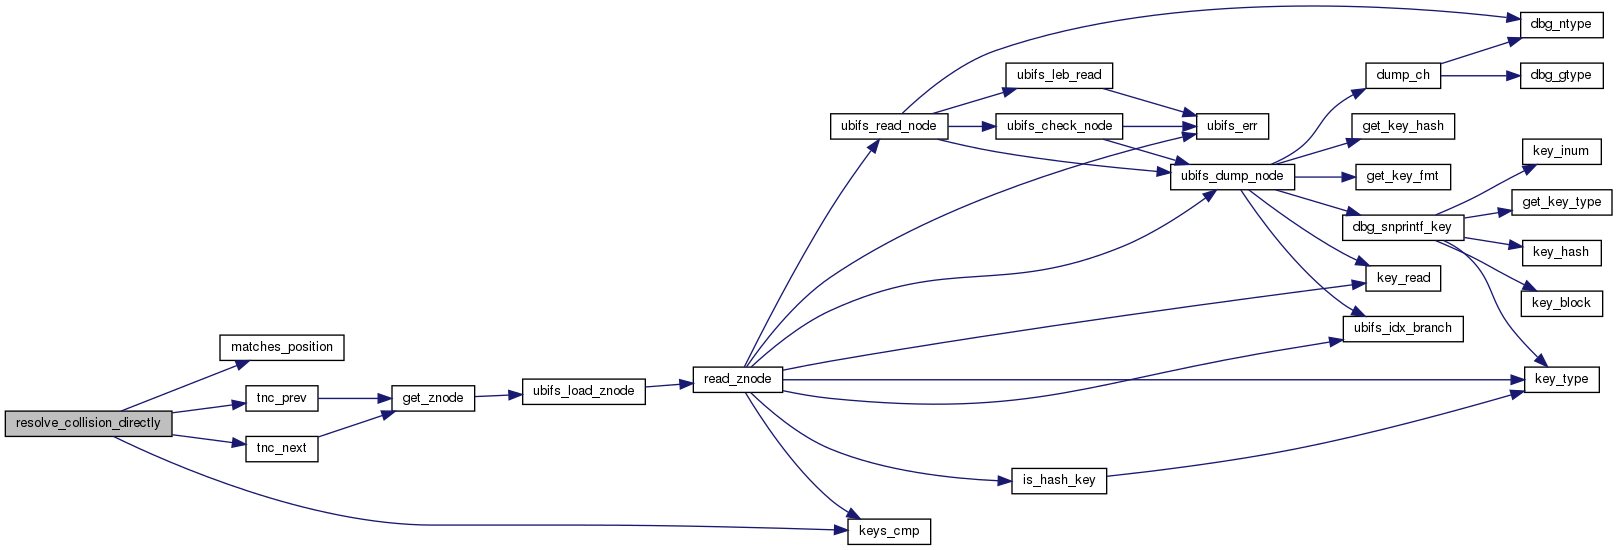 dbg_ntype
ubifs_leb_read
dump_ch
dbg_gtype
ubifs_read_node
ubifs_check_node
ubifs_err
get_key_hash
key_inum
ubifs_dump_node
get_key_fmt
get_key_type
dbg_snprintf_key
key_hash
key_read
key_block
ubifs_idx_branch
matches_position
read_znode
key_type
tnc_prev
get_znode
ubifs_load_znode
resolve_collision_directly
tnc_next
is_hash_key
keys_cmp